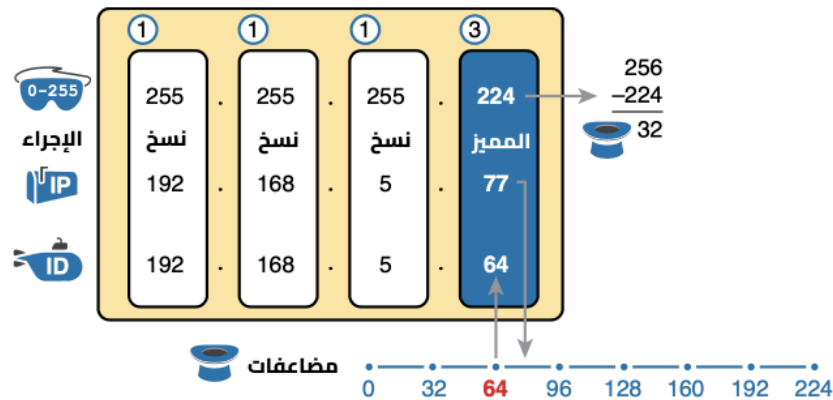 1 1 1 3
0-255 255 . 255 . 255 . 224
256
–224
32
الإجراء نسخ نسخ نسخ المميز
IP 192 . 168 . 5 . 77
ID 192 . 168 . 5 . 64
مضاعفات
0 32 64 96 128 160 192 224